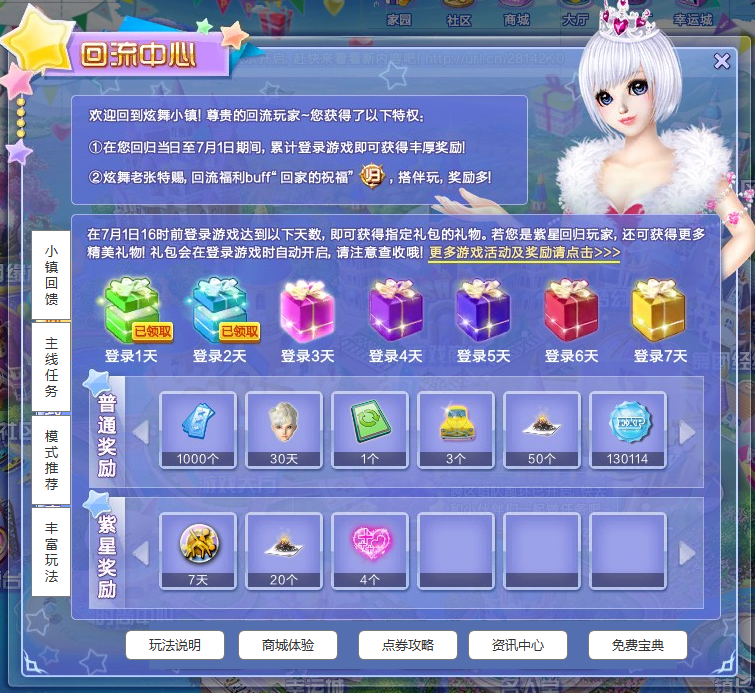 家园 社区 商城 大厅 幸运城
回流中心
欢迎回到炫舞小镇! 尊贵的回流玩家~您获得了以下特权:
①在您回归当日至7月1日期间, 累计登录游戏即可获得丰厚奖励!
②炫舞老张特赐, 回流福利buff“回家的祝福” 归 , 搭伴玩, 奖励多!
在7月1日16时前登录游戏达到以下天数, 即可获得指定礼包的礼物。若您是紫星回归玩家, 还可获得更多
精美礼物! 礼包会在登录游戏时自动开启, 请注意查收哦! 更多游戏活动及奖励请点击>>>
小镇回馈
主线任务
模式推荐
丰富玩法
已领取 已领取
登录1天 登录2天 登录3天 登录4天 登录5天 登录6天 登录7天
普通奖励
1000个 30天 1个 3个 50个 130114
紫星奖励
7天 20个 4个
玩法说明 商城体验 点券攻略 资讯中心 免费宝典
幸运城 名人堂